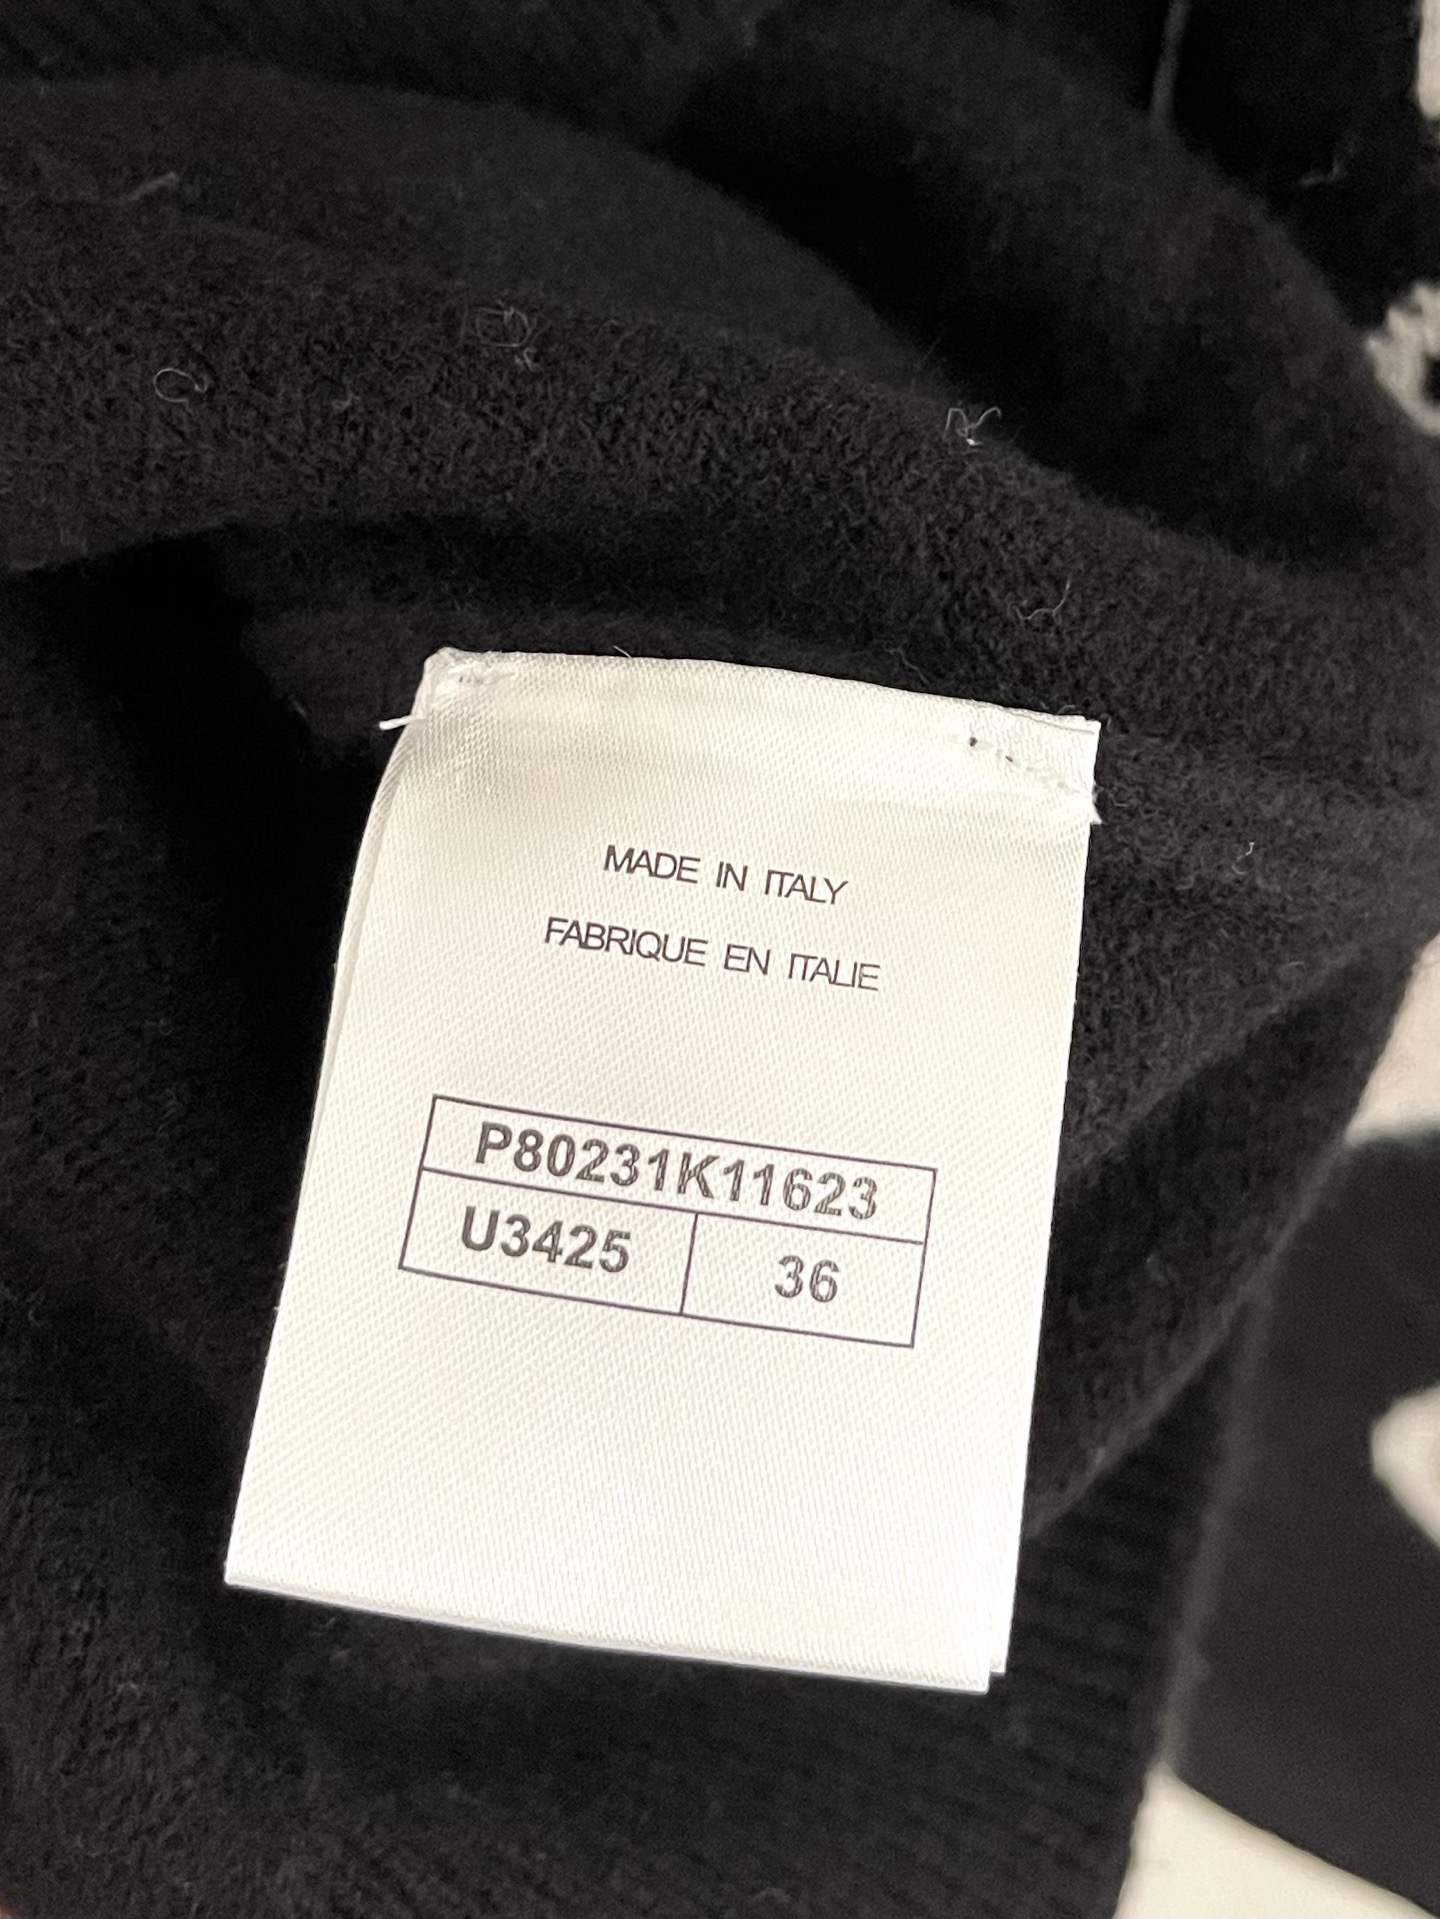 MADE IN ITALY
FABRIQUE EN ITALIE
P80231K11623
U3425 36